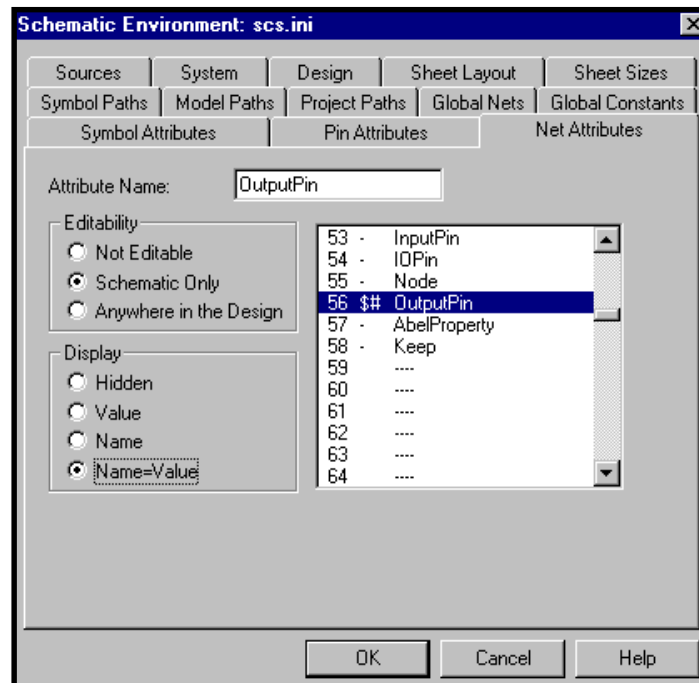 Schematic Environment: scs.ini
Sources System Design Sheet Layout Sheet Sizes
Symbol Paths Model Paths Project Paths Global Nets Global Constants
Symbol Attributes Pin Attributes Net Attributes
Attribute Name: OutputPin
Editability
Not Editable
Schematic Only
Anywhere in the Design
Display
Hidden
Value
Name
Name=Value
53 - InputPin
54 - IOPin
55 - Node
56 $# OutputPin
57 - AbelProperty
58 - Keep
59 ----
60 ----
61 ----
62 ----
63 ----
64 ----
OK Cancel Help